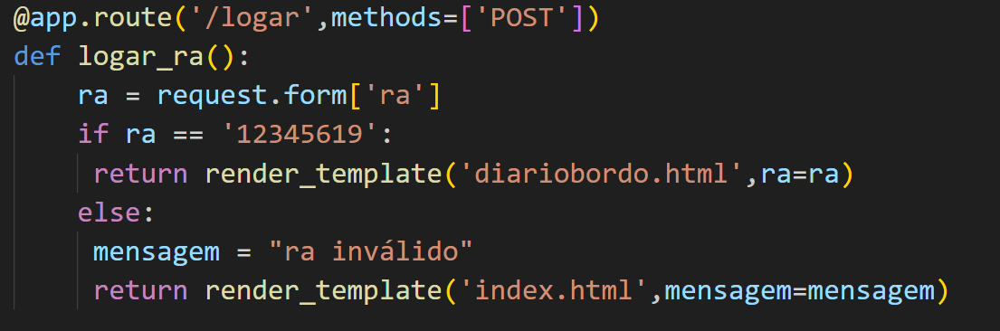 @app.route('/logar',methods=['POST'])
def logar_ra():
    ra = request.form['ra']
    if ra == '12345619':
     return render_template('diariobordo.html',ra=ra)
    else:
     mensagem = "ra inválido"
     return render_template('index.html',mensagem=mensagem)